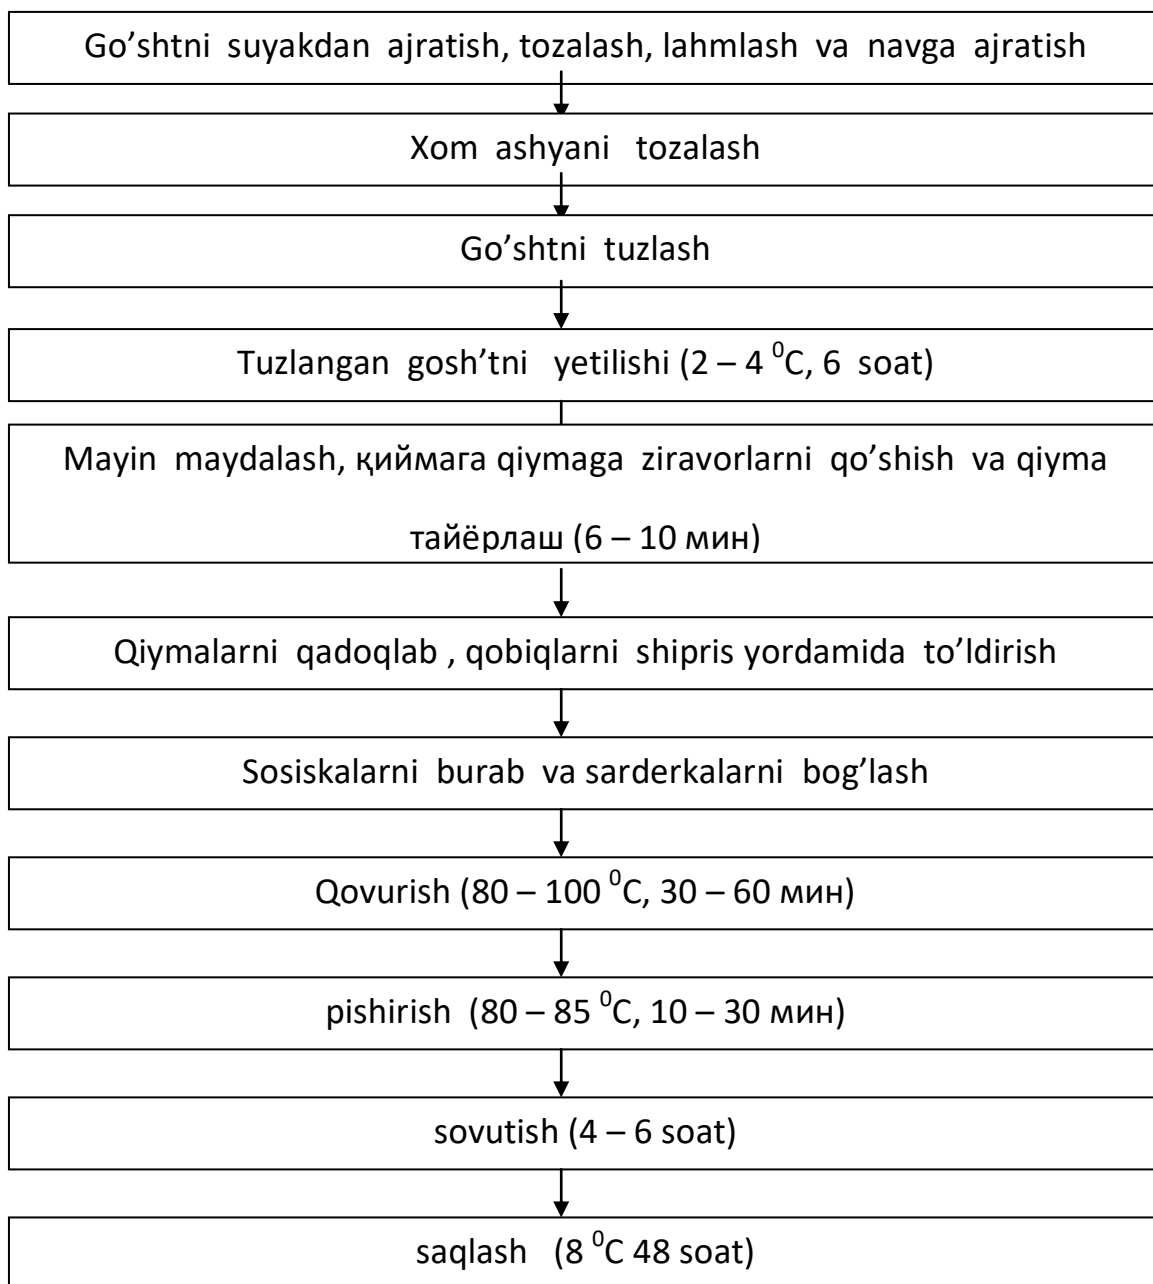 Go’shtni suyakdan ajratish, tozalash, lahmlash va navga ajratish
Xom ashyani tozalash
Go’shtni tuzlash
Tuzlangan gosh’tni yetilishi (2 – 4 ⁰C, 6 soat)
Mayin maydalash, қиймага qiymaga ziravorlarni qo’shish va qiyma
тайёрлаш (6 – 10 мин)
Qiymalarni qadoqlab , qobiqlarni shipris yordamida to’ldirish
Sosiskalarni burab va sarderkalarni bog’lash
Qovurish (80 – 100 ⁰C, 30 – 60 мин)
pishirish (80 – 85 ⁰C, 10 – 30 мин)
sovutish (4 – 6 soat)
saqlash (8 ⁰C 48 soat)